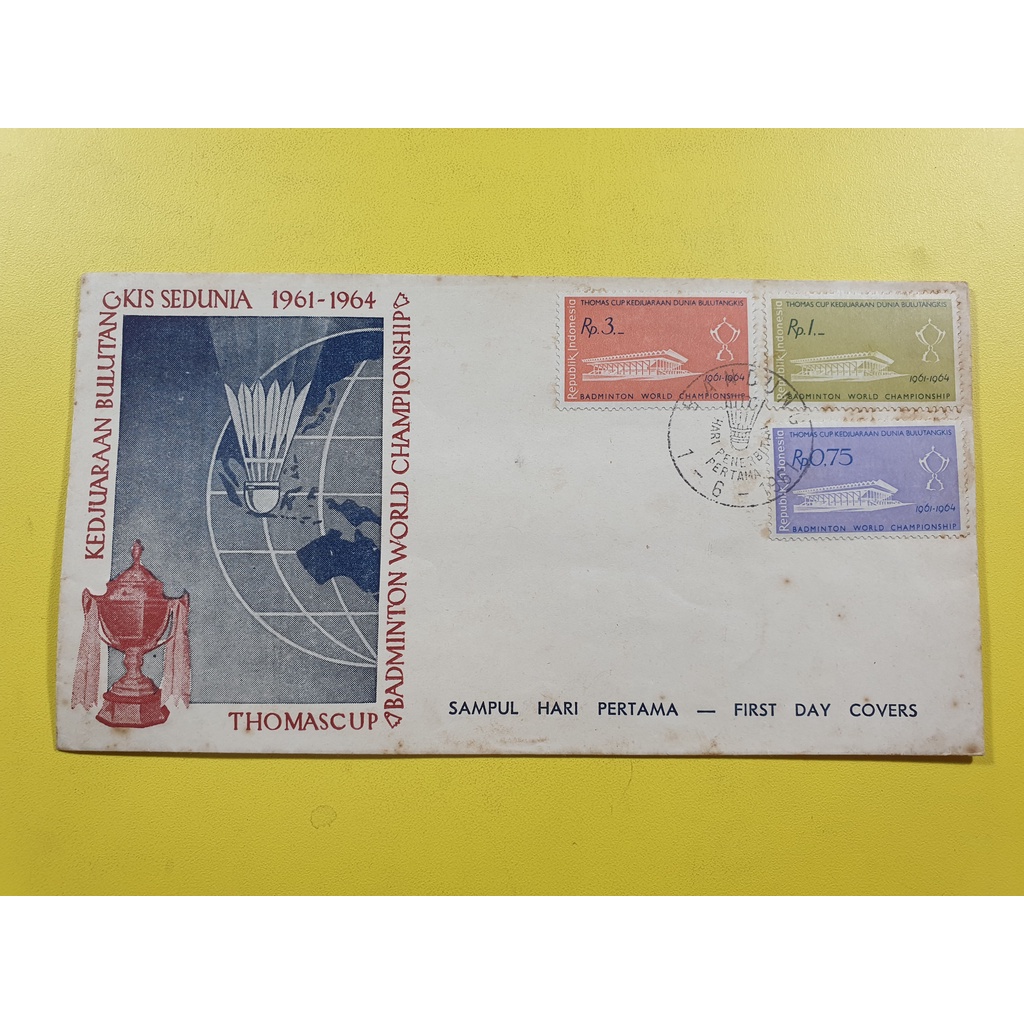 KEDJUARAAN BULUTANGKIS SEDUNIA 1961-1964
BADMINTON WORLD CHAMPIONSHIP
THOMASCUP
THOMAS CUP KEDJUARAAN DUNIA BULUTANGKIS
Republik Indonesia
Rp.3.-
1961-1964
BADMINTON WORLD CHAMPIONSHIP
THOMAS CUP KEDJUARAAN DUNIA BULUTANGKIS
Republik Indonesia
Rp.1.-
1961-1964
BADMINTON WORLD CHAMPIONSHIP
THOMAS CUP KEDJUARAAN DUNIA BULUTANGKIS
Republik Indonesia
Rp.0.75
1961-1964
BADMINTON WORLD CHAMPIONSHIP
BANDUNG
HARI PENERBITAN
PERTAMA
SAMPUL HARI PERTAMA — FIRST DAY COVERS